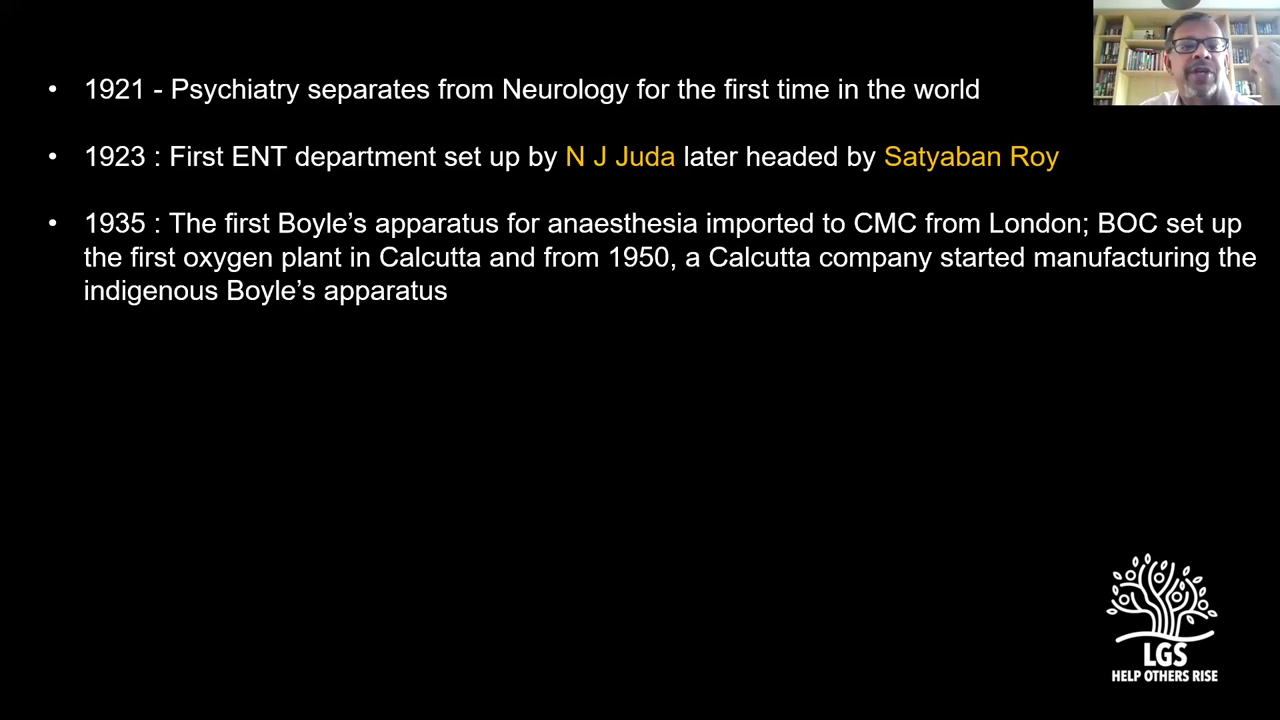 • 1921 - Psychiatry separates from Neurology for the first time in the world
• 1923 : First ENT department set up by N J Juda later headed by Satyaban Roy
• 1935 : The first Boyle’s apparatus for anaesthesia imported to CMC from London; BOC set up
the first oxygen plant in Calcutta and from 1950, a Calcutta company started manufacturing the
indigenous Boyle’s apparatus
LGS
HELP OTHERS RISE